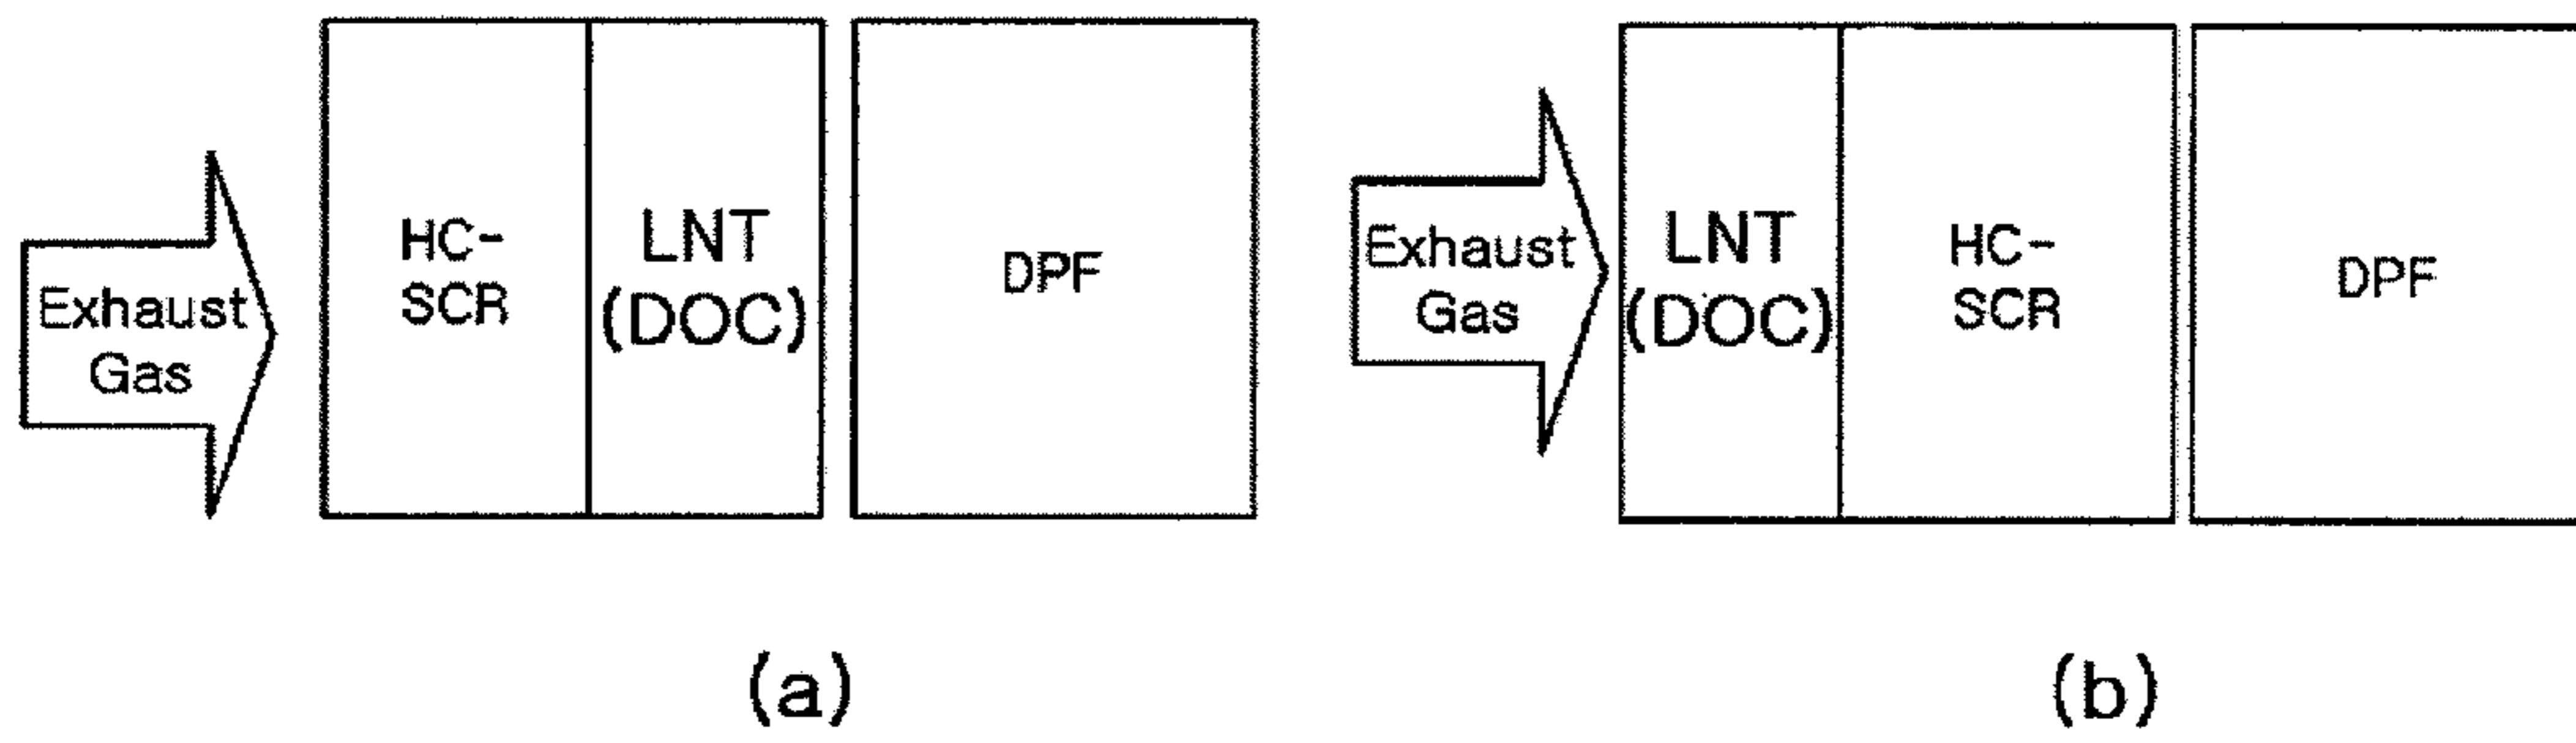 Exhaust
Gas
HC-
SCR
LNT
(DOC)
DPF
(a)
Exhaust
Gas
LNT
(DOC)
HC-
SCR
DPF
(b)